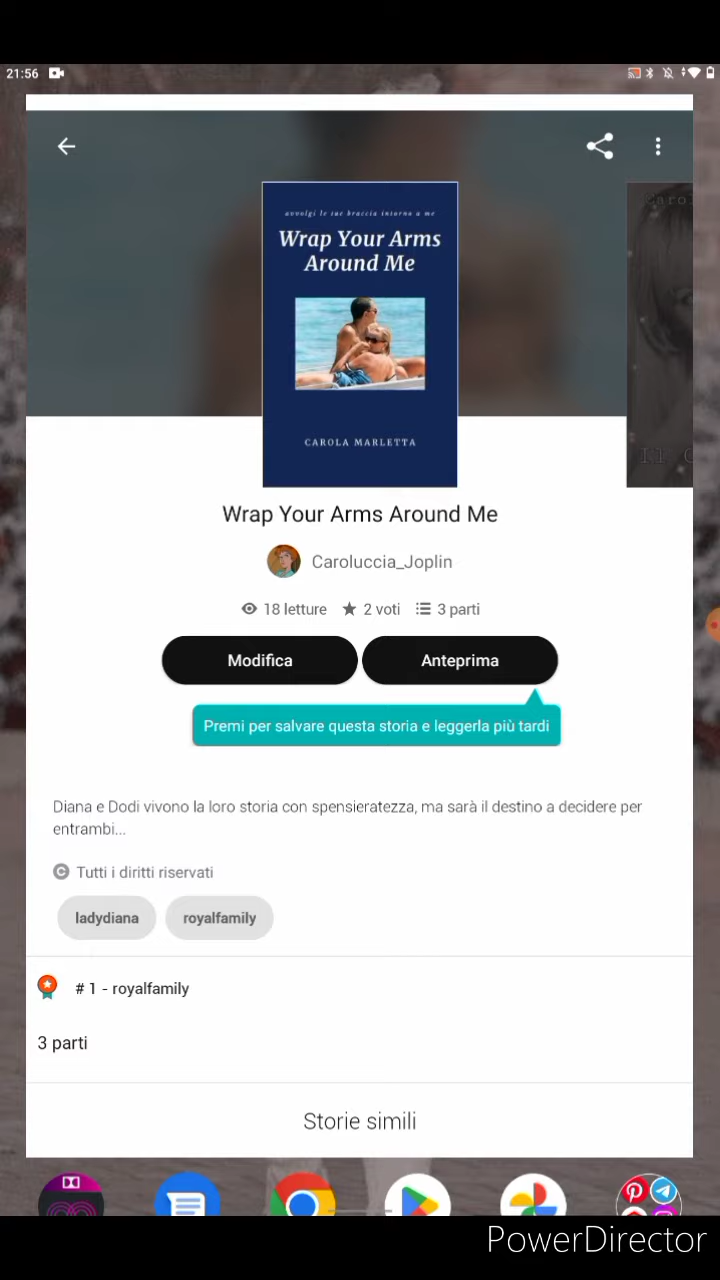 21:56
avvolgi le tue braccia intorno a me
Wrap Your Arms
Around Me
CAROLA MARLETTA
Wrap Your Arms Around Me
Caroluccia_Joplin
18 letture 2 voti 3 parti
Modifica Anteprima
Premi per salvare questa storia e leggerla più tardi
Diana e Dodi vivono la loro storia con spensieratezza, ma sarà il destino a decidere per
entrambi...
Tutti i diritti riservati
ladydiana royalfamily
# 1 - royalfamily
3 parti
Storie simili
PowerDirector